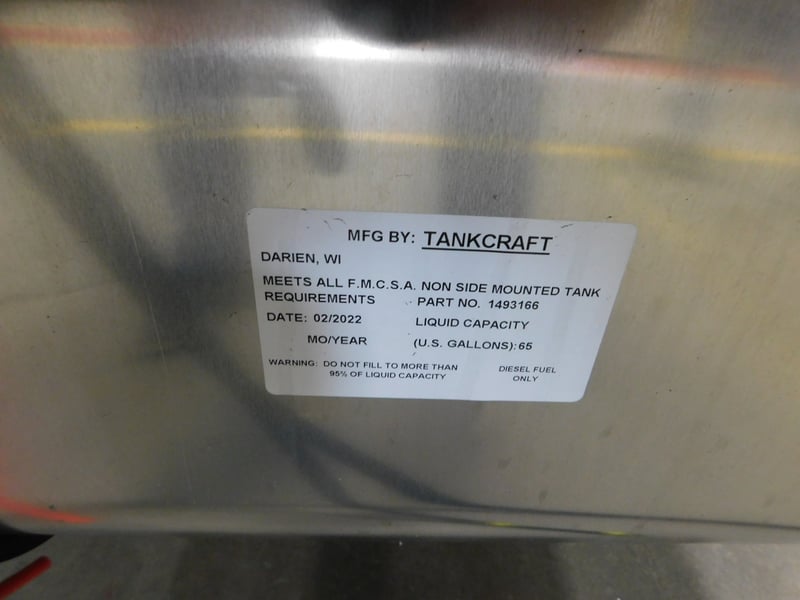 MFG BY: TANKCRAFT
DARIEN, WI
MEETS ALL F.M.C.S.A. NON SIDE MOUNTED TANK
REQUIREMENTS PART NO. 1493166
DATE: 02/2022 LIQUID CAPACITY
MO/YEAR (U.S. GALLONS): 65
WARNING: DO NOT FILL TO MORE THAN DIESEL FUEL
95% OF LIQUID CAPACITY ONLY